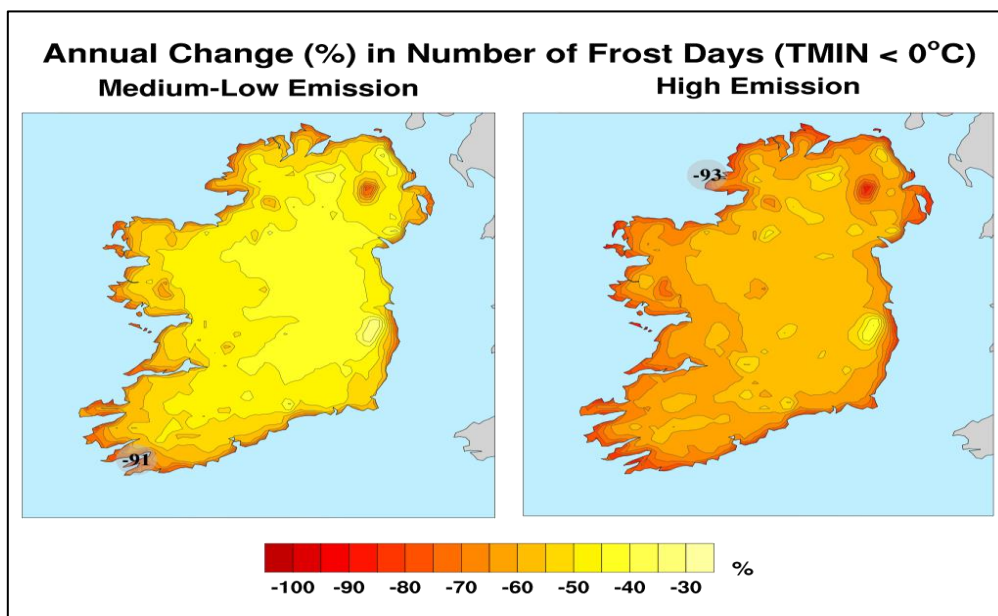 Annual Change (%) in Number of Frost Days (TMIN < 0°C)
Medium-Low Emission High Emission
-93
-91
-100 -90 -80 -70 -60 -50 -40 -30 %